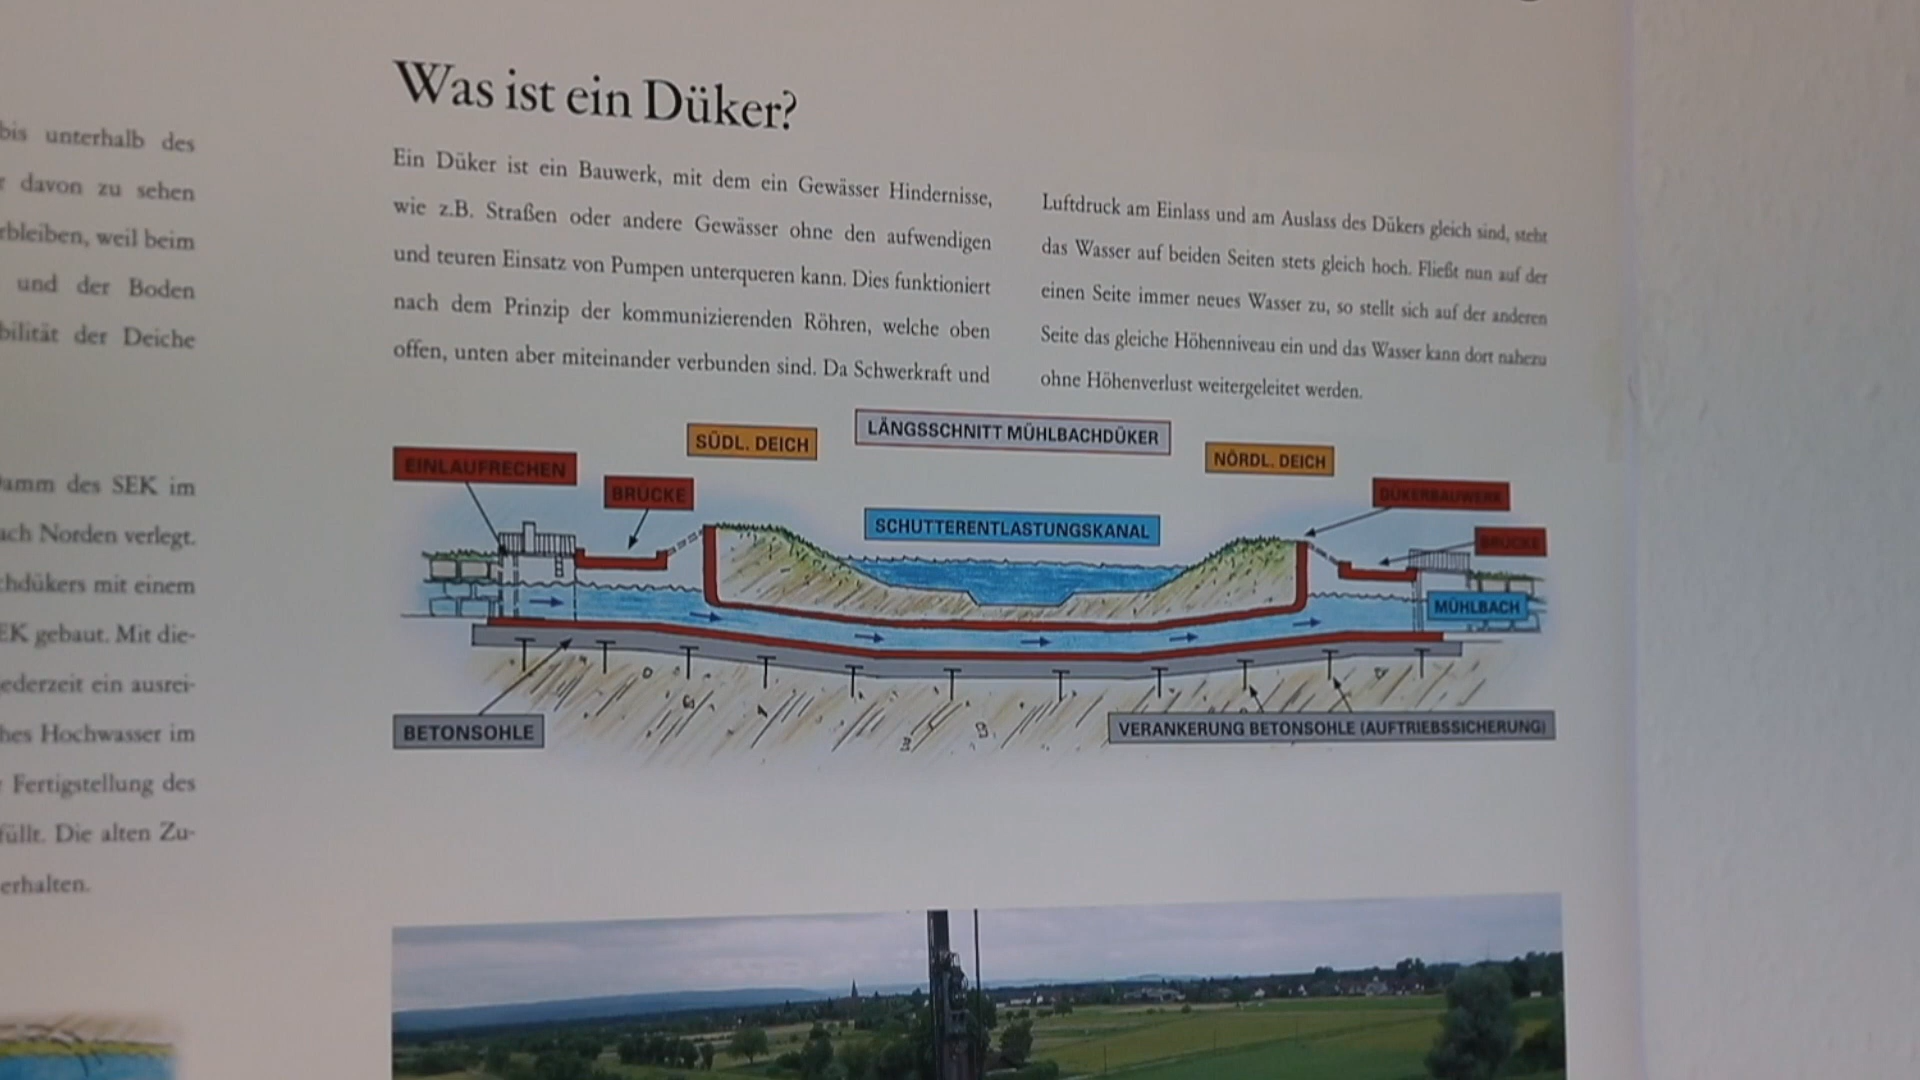 bis unterhalb des
davon zu sehen
bleiben, weil beim
und der Boden
bilität der Deiche
amm des SEK im
ach Norden verlegt.
hdükers mit einem
EK gebaut. Mit die-
ederzeit ein ausrei-
hes Hochwasser im
Fertigstellung des
füllt. Die alten Zu-
erhalten.
Was ist ein Düker?
Ein Düker ist ein Bauwerk, mit dem ein Gewässer Hindernisse,
wie z.B. Straßen oder andere Gewässer ohne den aufwendigen
und teuren Einsatz von Pumpen unterqueren kann. Dies funktioniert
nach dem Prinzip der kommunizierenden Röhren, welche oben
offen, unten aber miteinander verbunden sind. Da Schwerkraft und
Luftdruck am Einlass und am Auslass des Dükers gleich sind, steht
das Wasser auf beiden Seiten stets gleich hoch. Fließt nun auf der
einen Seite immer neues Wasser zu, so stellt sich auf der anderen
Seite das gleiche Höhenniveau ein und das Wasser kann dort nahezu
ohne Höhenverlust weitergeleitet werden.
LÄNGSSCHNITT MÜHLBACHDÜKER
SÜDL. DEICH
NÖRDL. DEICH
EINLAUFRECHEN
BRÜCKE
DÜKERBAUWERK
SCHUTTERENTLASTUNGSKANAL
BRÜCKE
MÜHLBACH
BETONSOHLE
VERANKERUNG BETONSOHLE (AUFTRIEBSSICHERUNG)